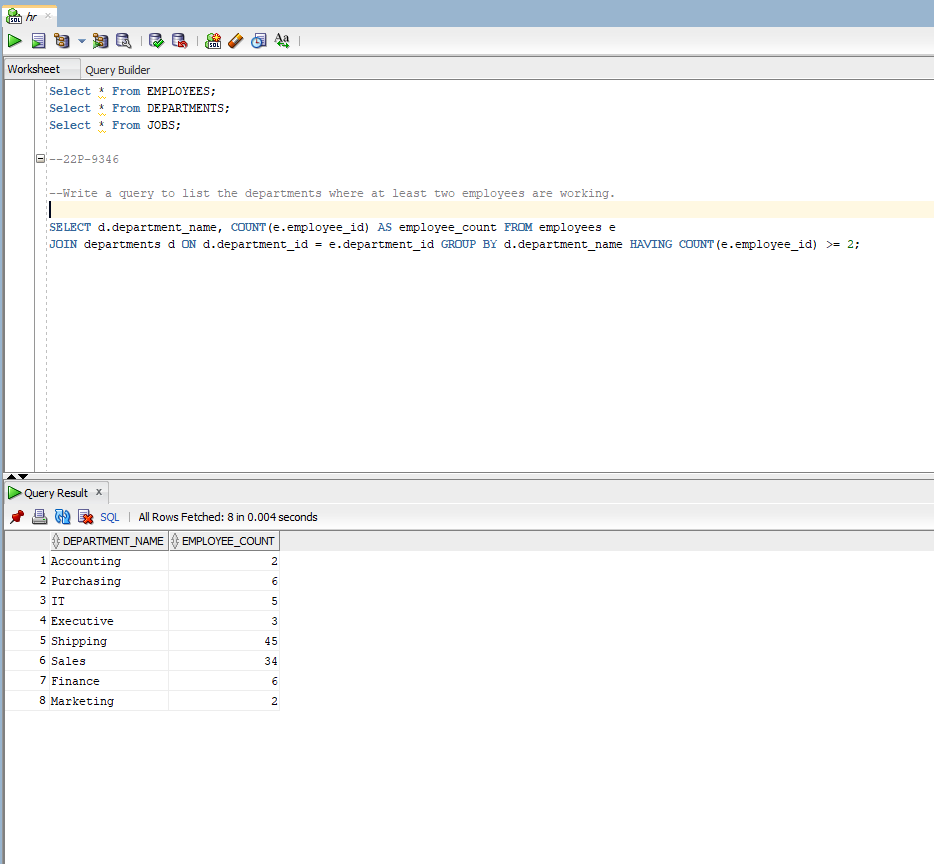 hr
Worksheet Query Builder
Select * From EMPLOYEES;
Select * From DEPARTMENTS;
Select * From JOBS;
--22P-9346
--Write a query to list the departments where at least two employees are working.
SELECT d.department_name, COUNT(e.employee_id) AS employee_count FROM employees e
JOIN departments d ON d.department_id = e.department_id GROUP BY d.department_name HAVING COUNT(e.employee_id) >= 2;
Query Result x
SQL | All Rows Fetched: 8 in 0.004 seconds
DEPARTMENT_NAME EMPLOYEE_COUNT
1 Accounting 2
2 Purchasing 6
3 IT 5
4 Executive 3
5 Shipping 45
6 Sales 34
7 Finance 6
8 Marketing 2